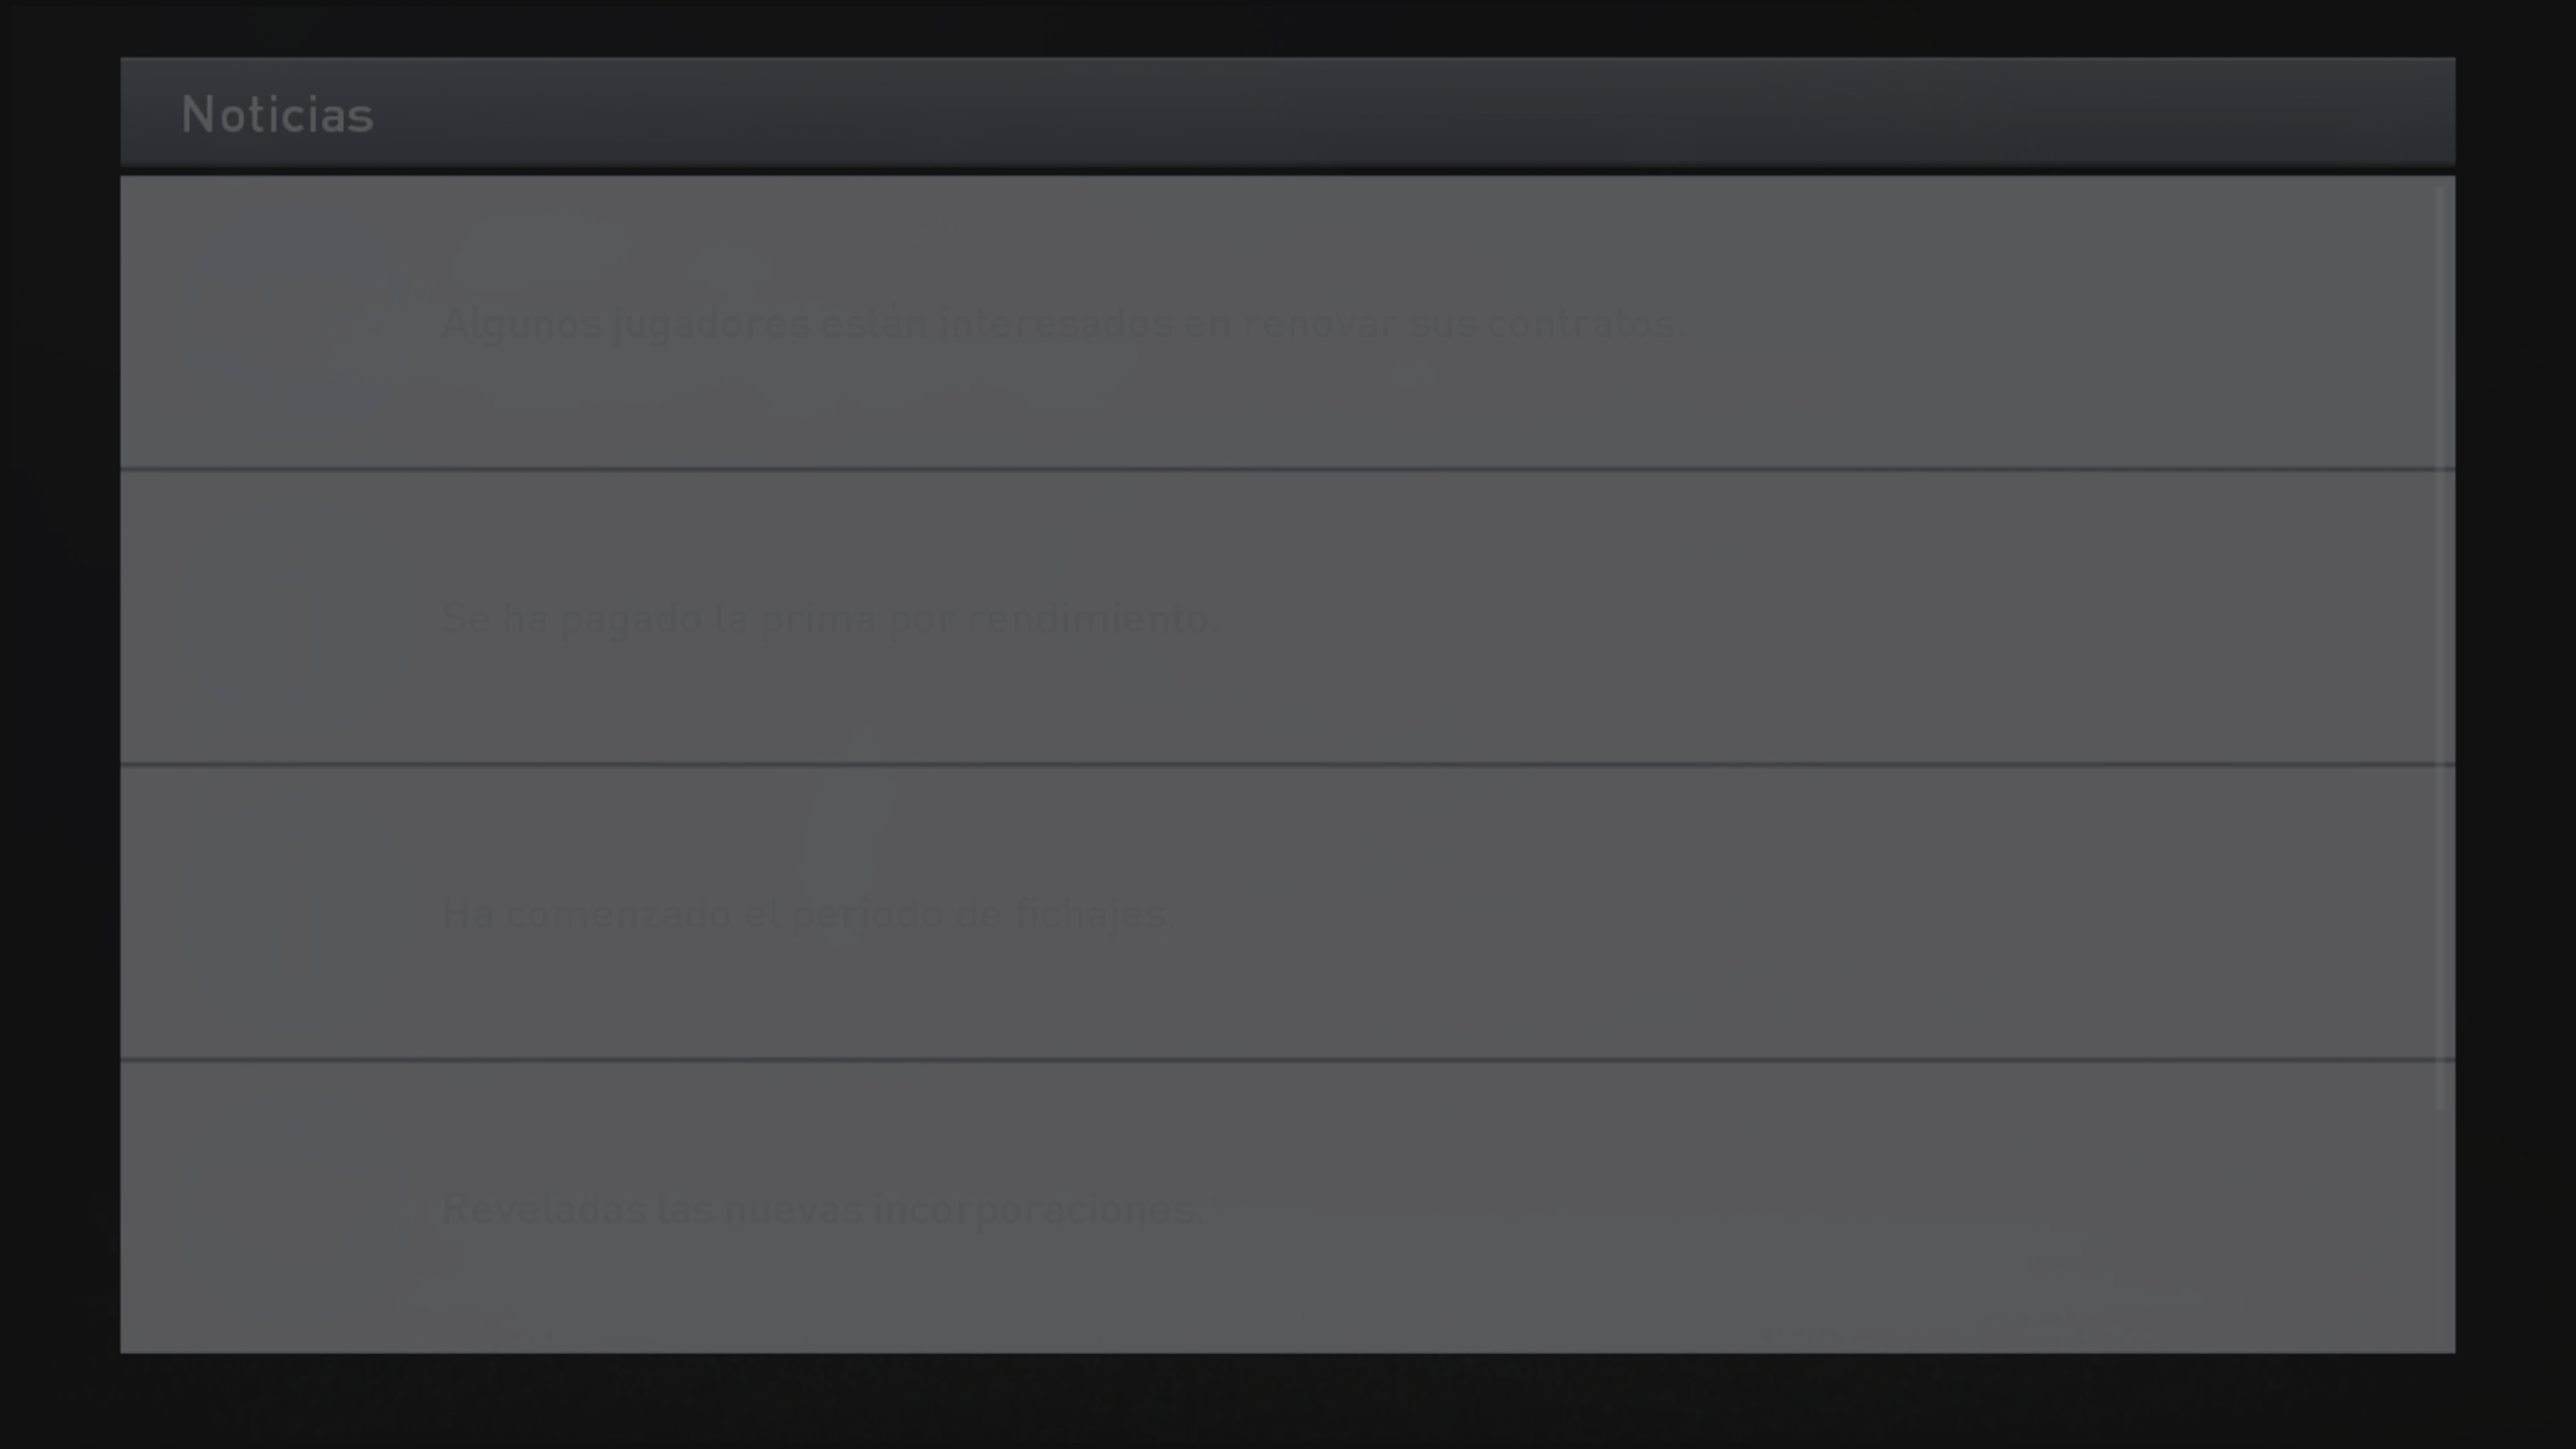 Noticias
Algunos jugadores están interesados en renovar sus contratos.
Se ha pagado la prima por rendimiento.
Ha comenzado el periodo de fichajes.
Reveladas las nuevas incorporaciones.